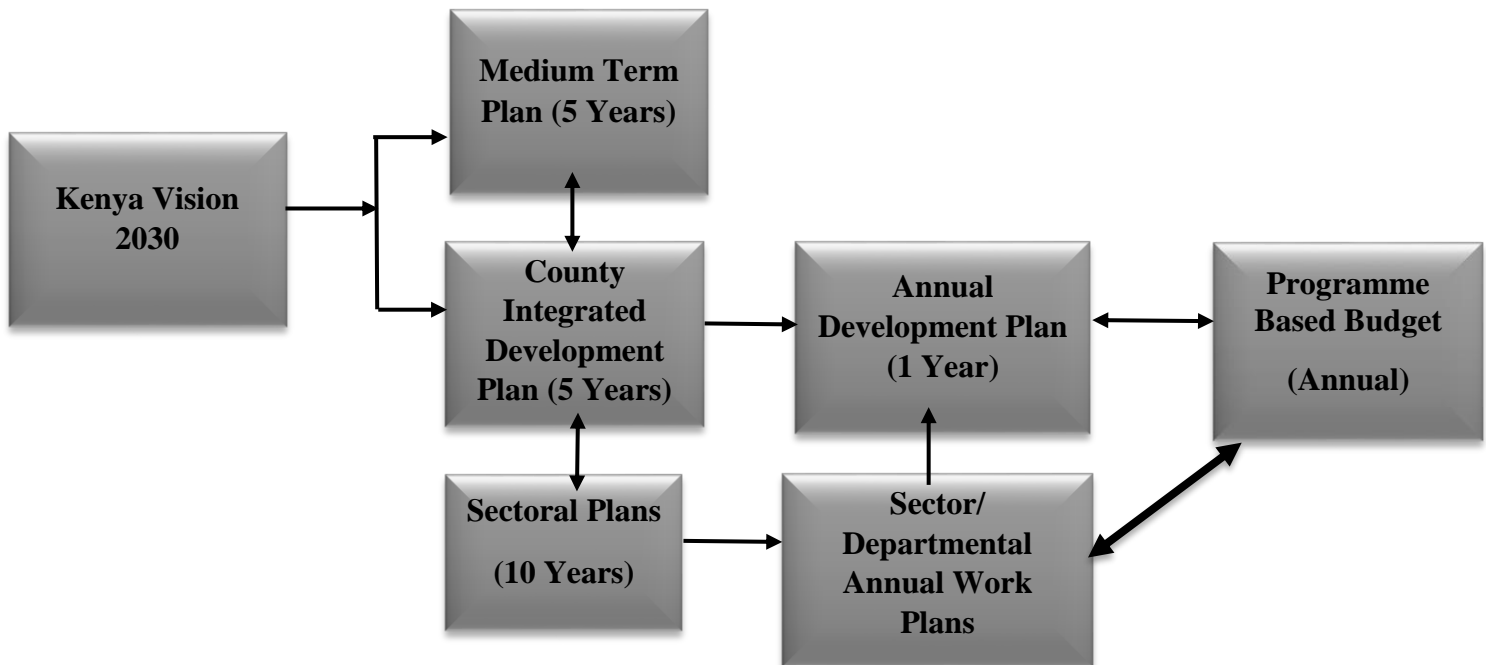 Medium Term
Plan (5 Years)
Kenya Vision
2030
County
Integrated
Development
Plan (5 Years)
Annual
Development Plan
(1 Year)
Programme
Based Budget
(Annual)
Sectoral Plans
(10 Years)
Sector/
Departmental
Annual Work
Plans